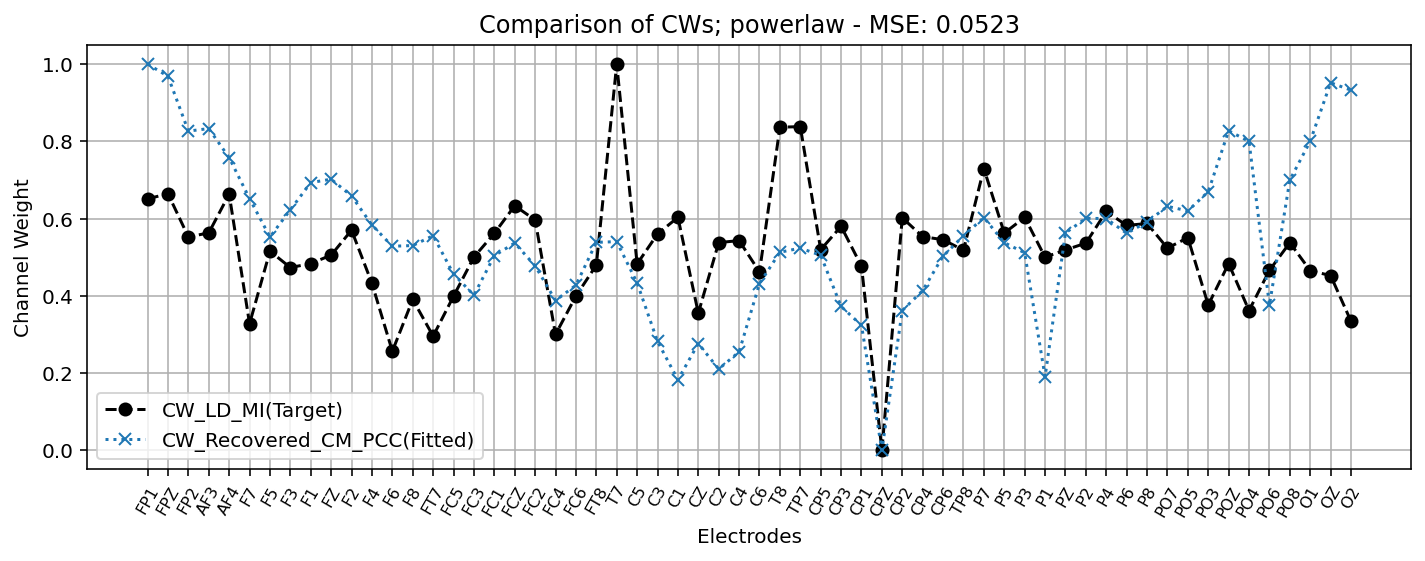 Comparison of CWs; powerlaw - MSE: 0.0523
1.0
0.8
0.6
0.4
0.2
0.0
Channel Weight
CW_LD_MI(Target)
CW_Recovered_CM_PCC(Fitted)
FP1 FPZ FP2 AF3 AF4 F7 F5 F3 F1 FZ F2 F4 F6 F8 FT7 FC5 FC3 FC1 FCZ FC2 FC4 FC6 FT8 T7 C5 C3 C1 CZ C2 C4 C6 T8 TP7 CP5 CP3 CP1 CPZ CP2 CP4 CP6 TP8 P7 P5 P3 P1 PZ P2 P4 P6 P8 PO7 PO5 PO3 POZ PO4 PO6 PO8 O1 OZ O2
Electrodes